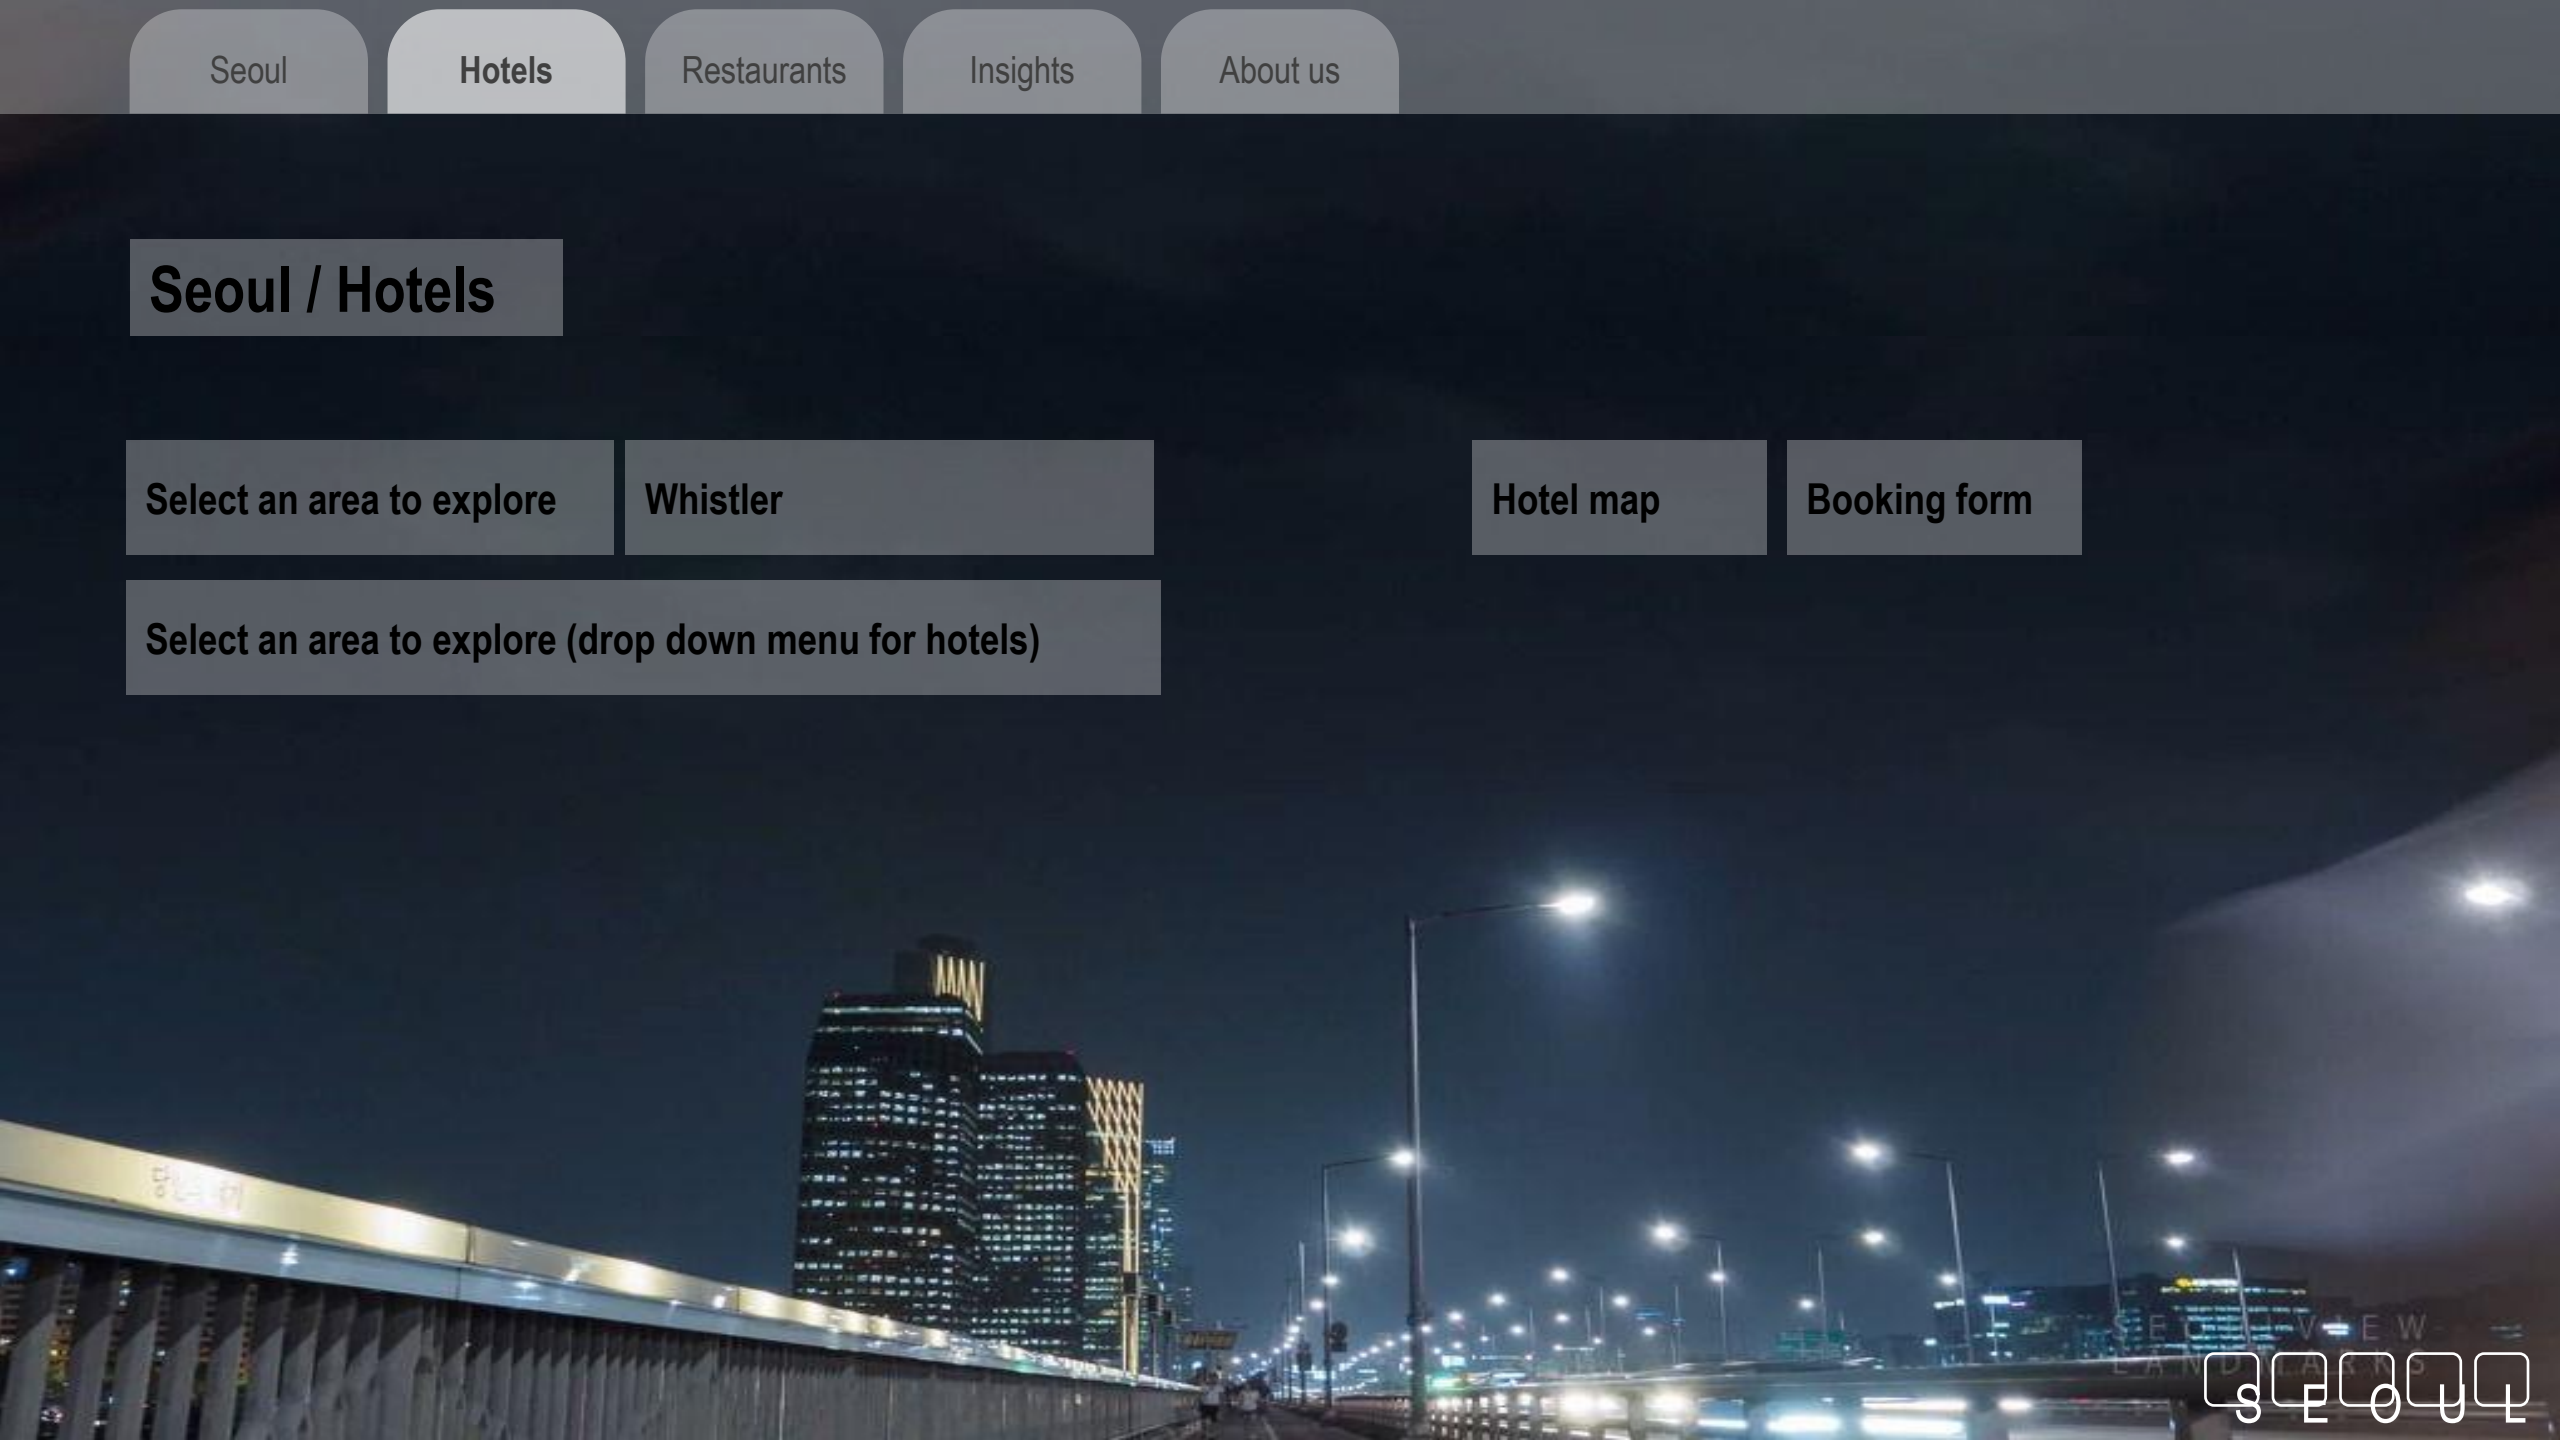 Seoul
Hotels
Restaurants
Insights
About us
Seoul / Hotels
Select an area to explore
Whistler
Hotel map
Booking form
Select an area to explore (drop down menu for hotels)
SEOUL